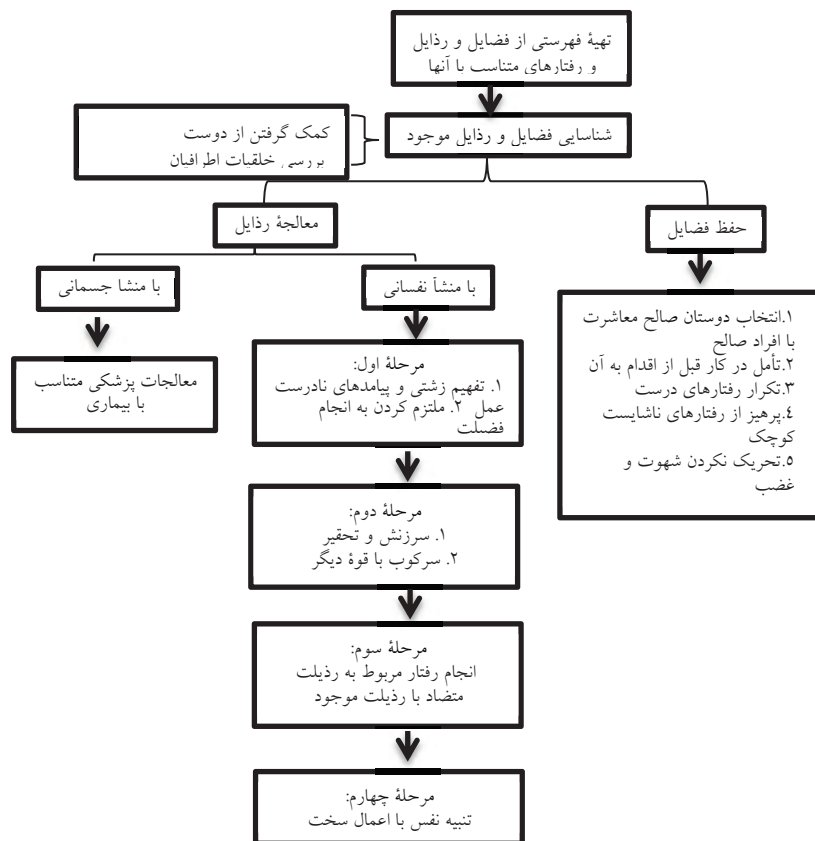 تهیهٔ فهرستی از فضایل و رذایل
و رفتارهای متناسب با آنها
شناسایی فضایل و رذایل موجود
کمک گرفتن از دوست
بررسی خلقیات اطرافیان
حفظ فضایل
معالجهٔ رذایل
با منشأ نفسانی
با منشا جسمانی
۱.انتخاب دوستان صالح معاشرت
با افراد صالح
۲.تأمل در کار قبل از اقدام به آن
۳.تکرار رفتارهای درست
٤.پرهیز از رفتارهای ناشایست
کوچک
٥.تحریک نکردن شهوت و
غضب
مرحلهٔ اول:
۱. تفهیم زشتی و پیامدهای نادرست
عمل ۲. ملتزم کردن به انجام
فضلت
معالجات پزشکی متناسب
با بیماری
مرحلهٔ دوم:
۱. سرزنش و تحقیر
۲. سرکوب با قوهٔ دیگر
مرحلهٔ سوم:
انجام رفتار مربوط به رذیلت
متضاد با رذیلت موجود
مرحلهٔ چهارم:
تنبیه نفس با اعمال سخت